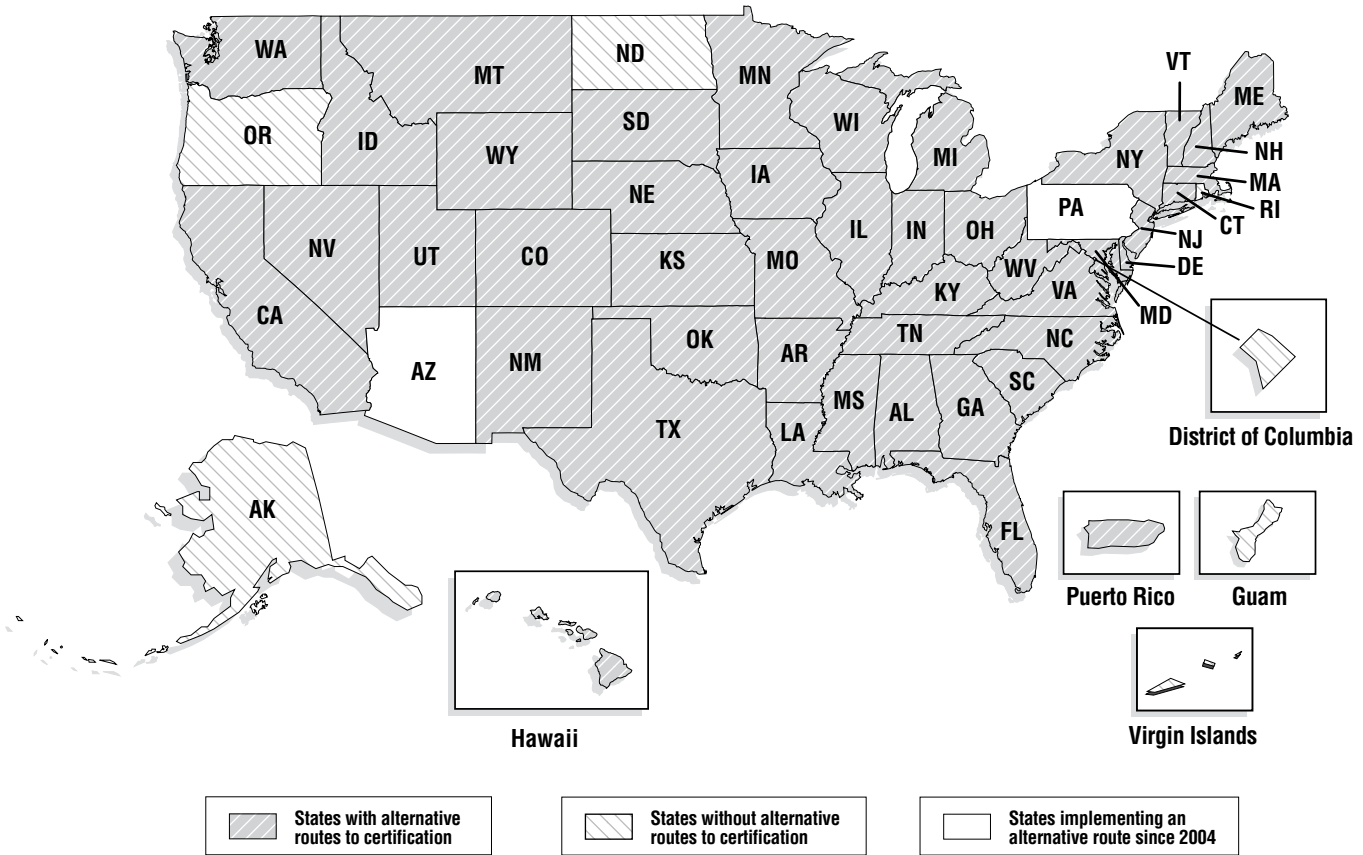 WA
MT
ND
MN
VT
ME
OR
ID
SD
WI
WY
MI
NY
NH
IA
MA
NE
PA
RI
CT
NV
UT
CO
IL
IN
OH
NJ
KS
MO
WV
DE
CA
KY
VA
MD
OK
TN
NC
AZ
NM
AR
SC
MS
AL
GA
TX
LA
District of Columbia
AK
FL
Puerto Rico
Guam
Hawaii
Virgin Islands
States with alternative
routes to certification
States without alternative
routes to certification
States implementing an
alternative route since 2004